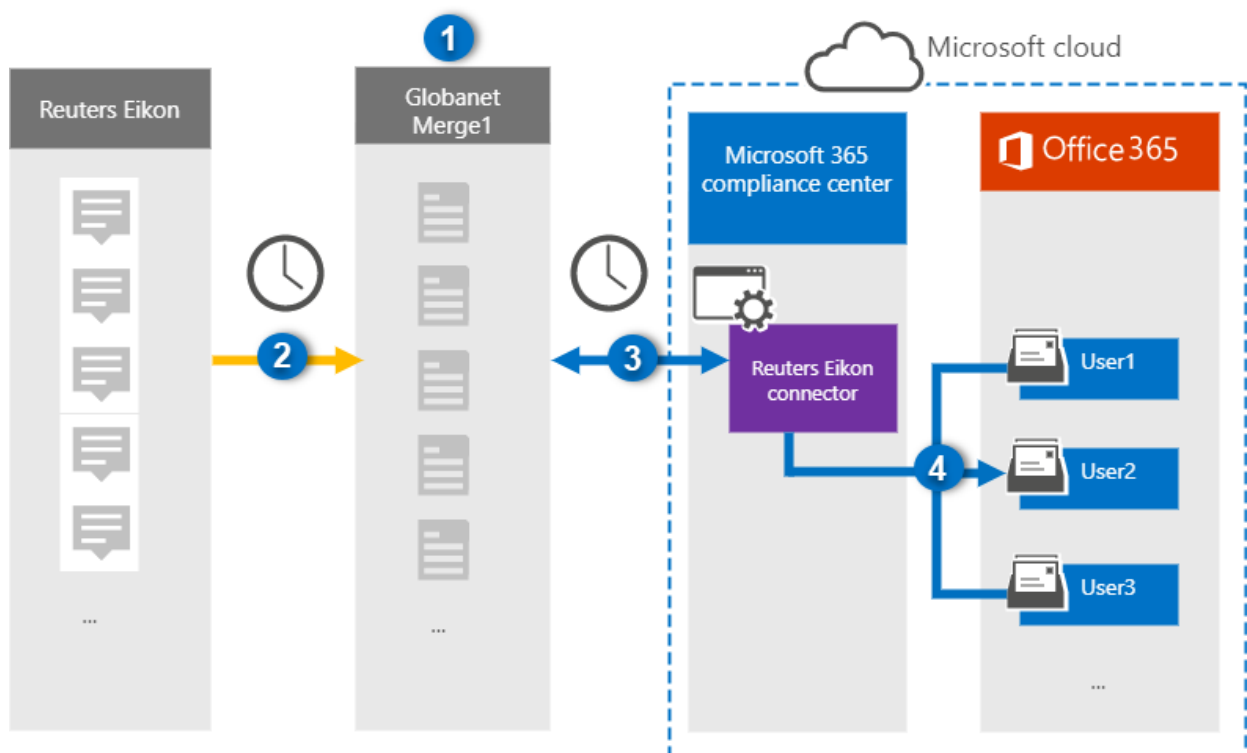 1
Microsoft cloud
Reuters Eikon
Globanet
Merge1
Microsoft 365
compliance center
Office 365
2
3
Reuters Eikon
connector
4
User1
User2
User3
...
...
...